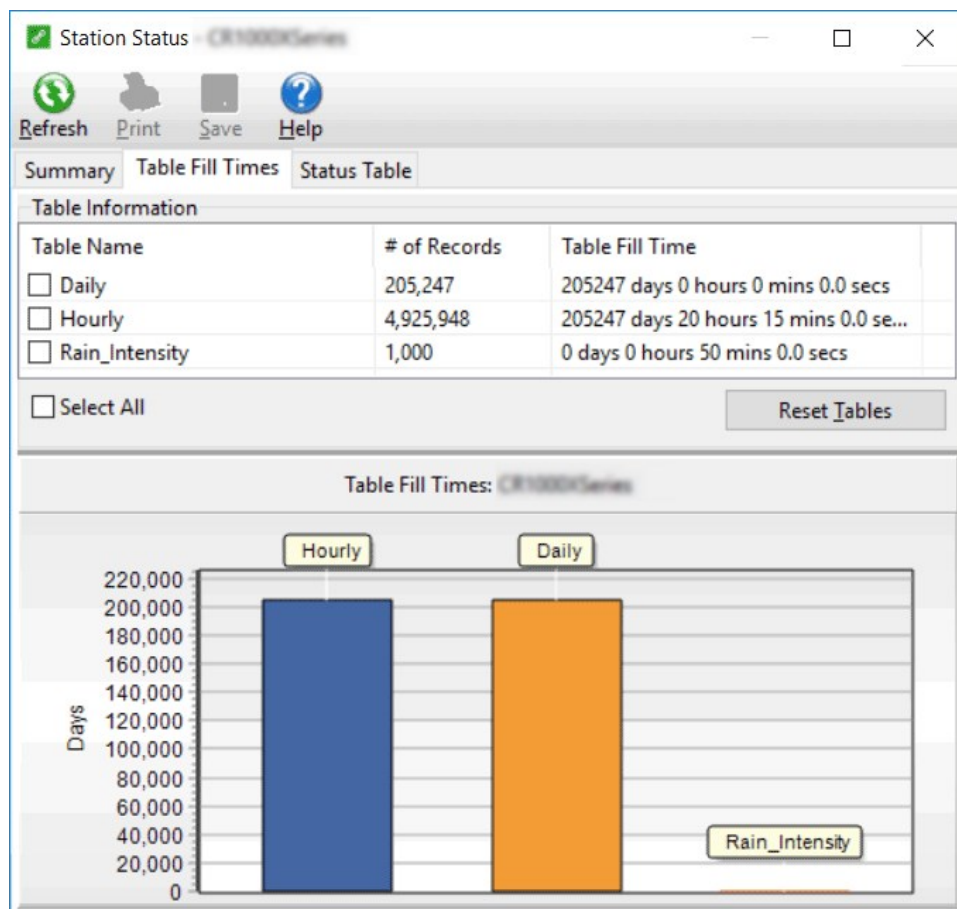 Station Status - CR1000XSeries
Refresh Print Save Help
Summary Table Fill Times Status Table
Table Information
Table Name # of Records Table Fill Time
Daily 205,247 205247 days 0 hours 0 mins 0.0 secs
Hourly 4,925,948 205247 days 20 hours 15 mins 0.0 se...
Rain_Intensity 1,000 0 days 0 hours 50 mins 0.0 secs
Select All Reset Tables
Table Fill Times: CR1000XSeries
Hourly Daily
220,000
200,000
180,000
160,000
140,000
120,000
100,000
80,000
60,000
40,000
20,000
0
Days
Rain_Intensity